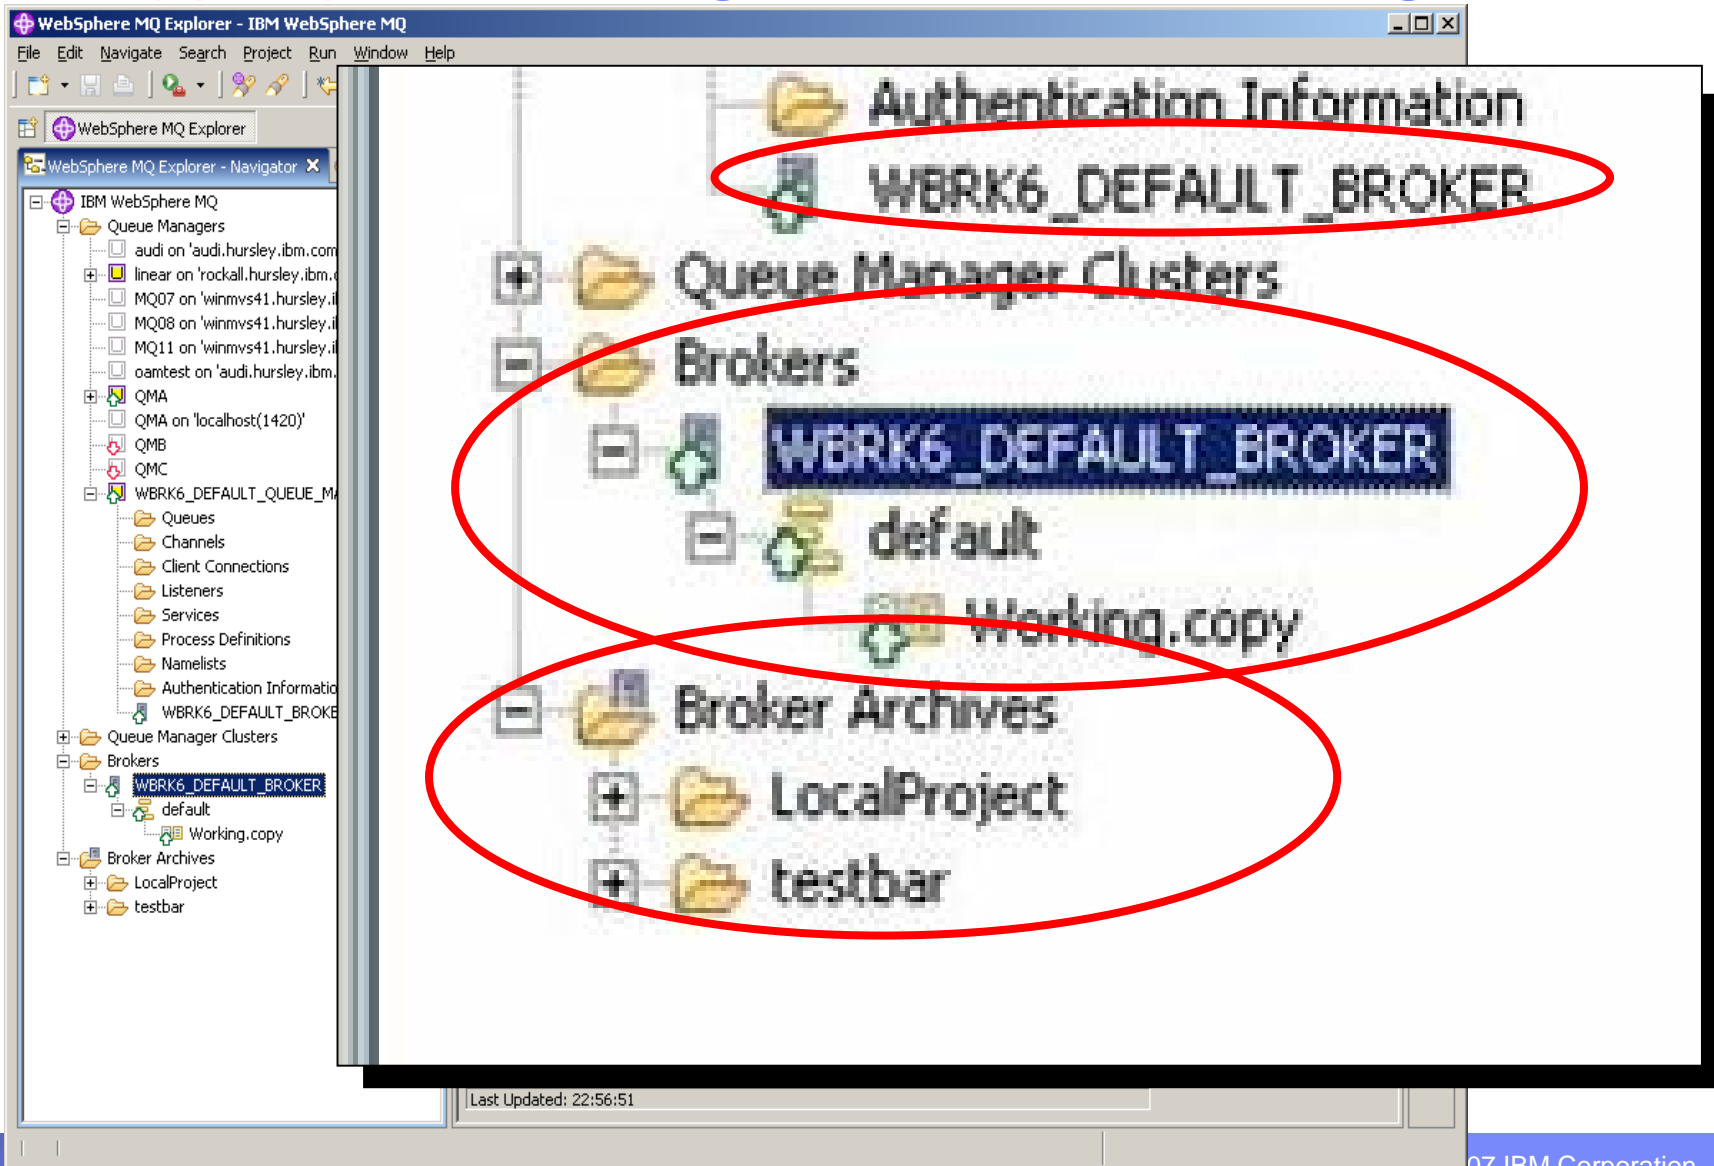 WebSphere MQ Explorer - IBM WebSphere MQ
File Edit Navigate Search Project Run Window Help
WebSphere MQ Explorer
WebSphere MQ Explorer - Navigator
IBM WebSphere MQ
Queue Managers
audi on 'audi.hursley.ibm.com
linear on 'rockall.hursley.ibm.
MQ07 on 'winmvs41.hursley.i
MQ08 on 'winmvs41.hursley.i
MQ11 on 'winmvs41.hursley.i
oamtest on 'audi.hursley.ibm.
QMA
QMA on 'localhost(1420)'
QMB
QMC
WBRK6_DEFAULT_QUEUE_M
Queues
Channels
Client Connections
Listeners
Services
Process Definitions
Namelists
Authentication Informatio
WBRK6_DEFAULT_BROKE
Queue Manager Clusters
Brokers
WBRK6_DEFAULT_BROKER
default
Working.copy
Broker Archives
LocalProject
testbar
Authentication Information
WBRK6_DEFAULT_BROKER
Queue Manager Clusters
Brokers
WBRK6_DEFAULT_BROKER
default
Working.copy
Broker Archives
LocalProject
testbar
Last Updated: 22:56:51
07 IBM Corporation